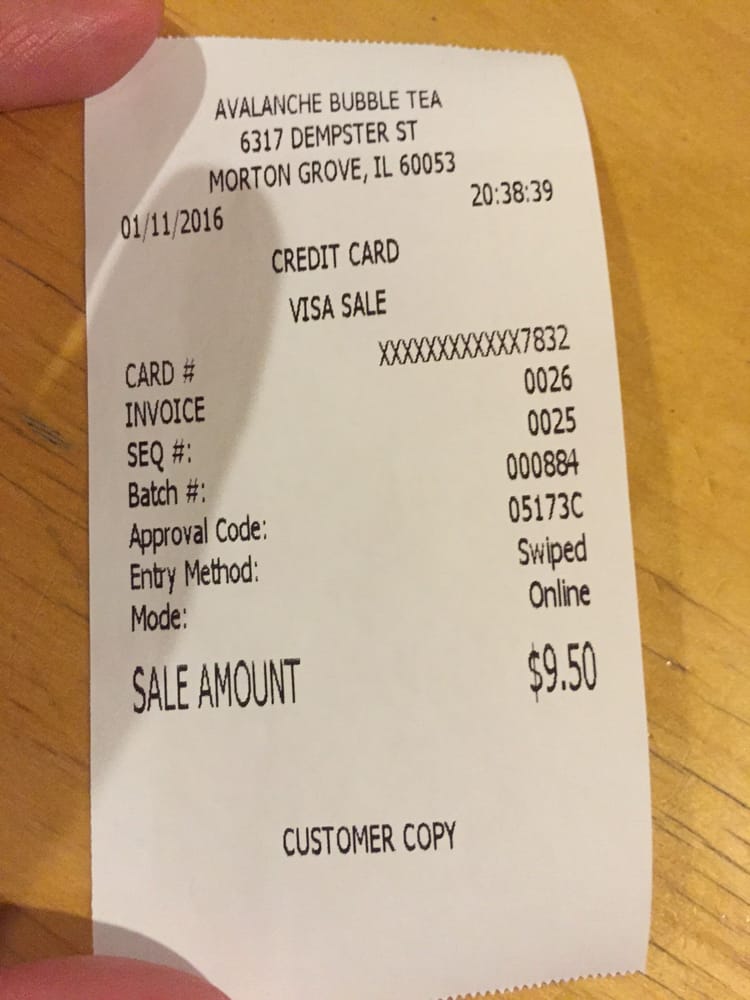 AVALANCHE BUBBLE TEA
6317 DEMPSTER ST
MORTON GROVE, IL 60053
01/11/2016 20:38:39
CREDIT CARD
VISA SALE
CARD # XXXXXXXXXXXX7832
INVOICE 0026
SEQ #: 0025
Batch #: 000884
Approval Code: 05173C
Entry Method: Swiped
Mode: Online
SALE AMOUNT $9.50
CUSTOMER COPY